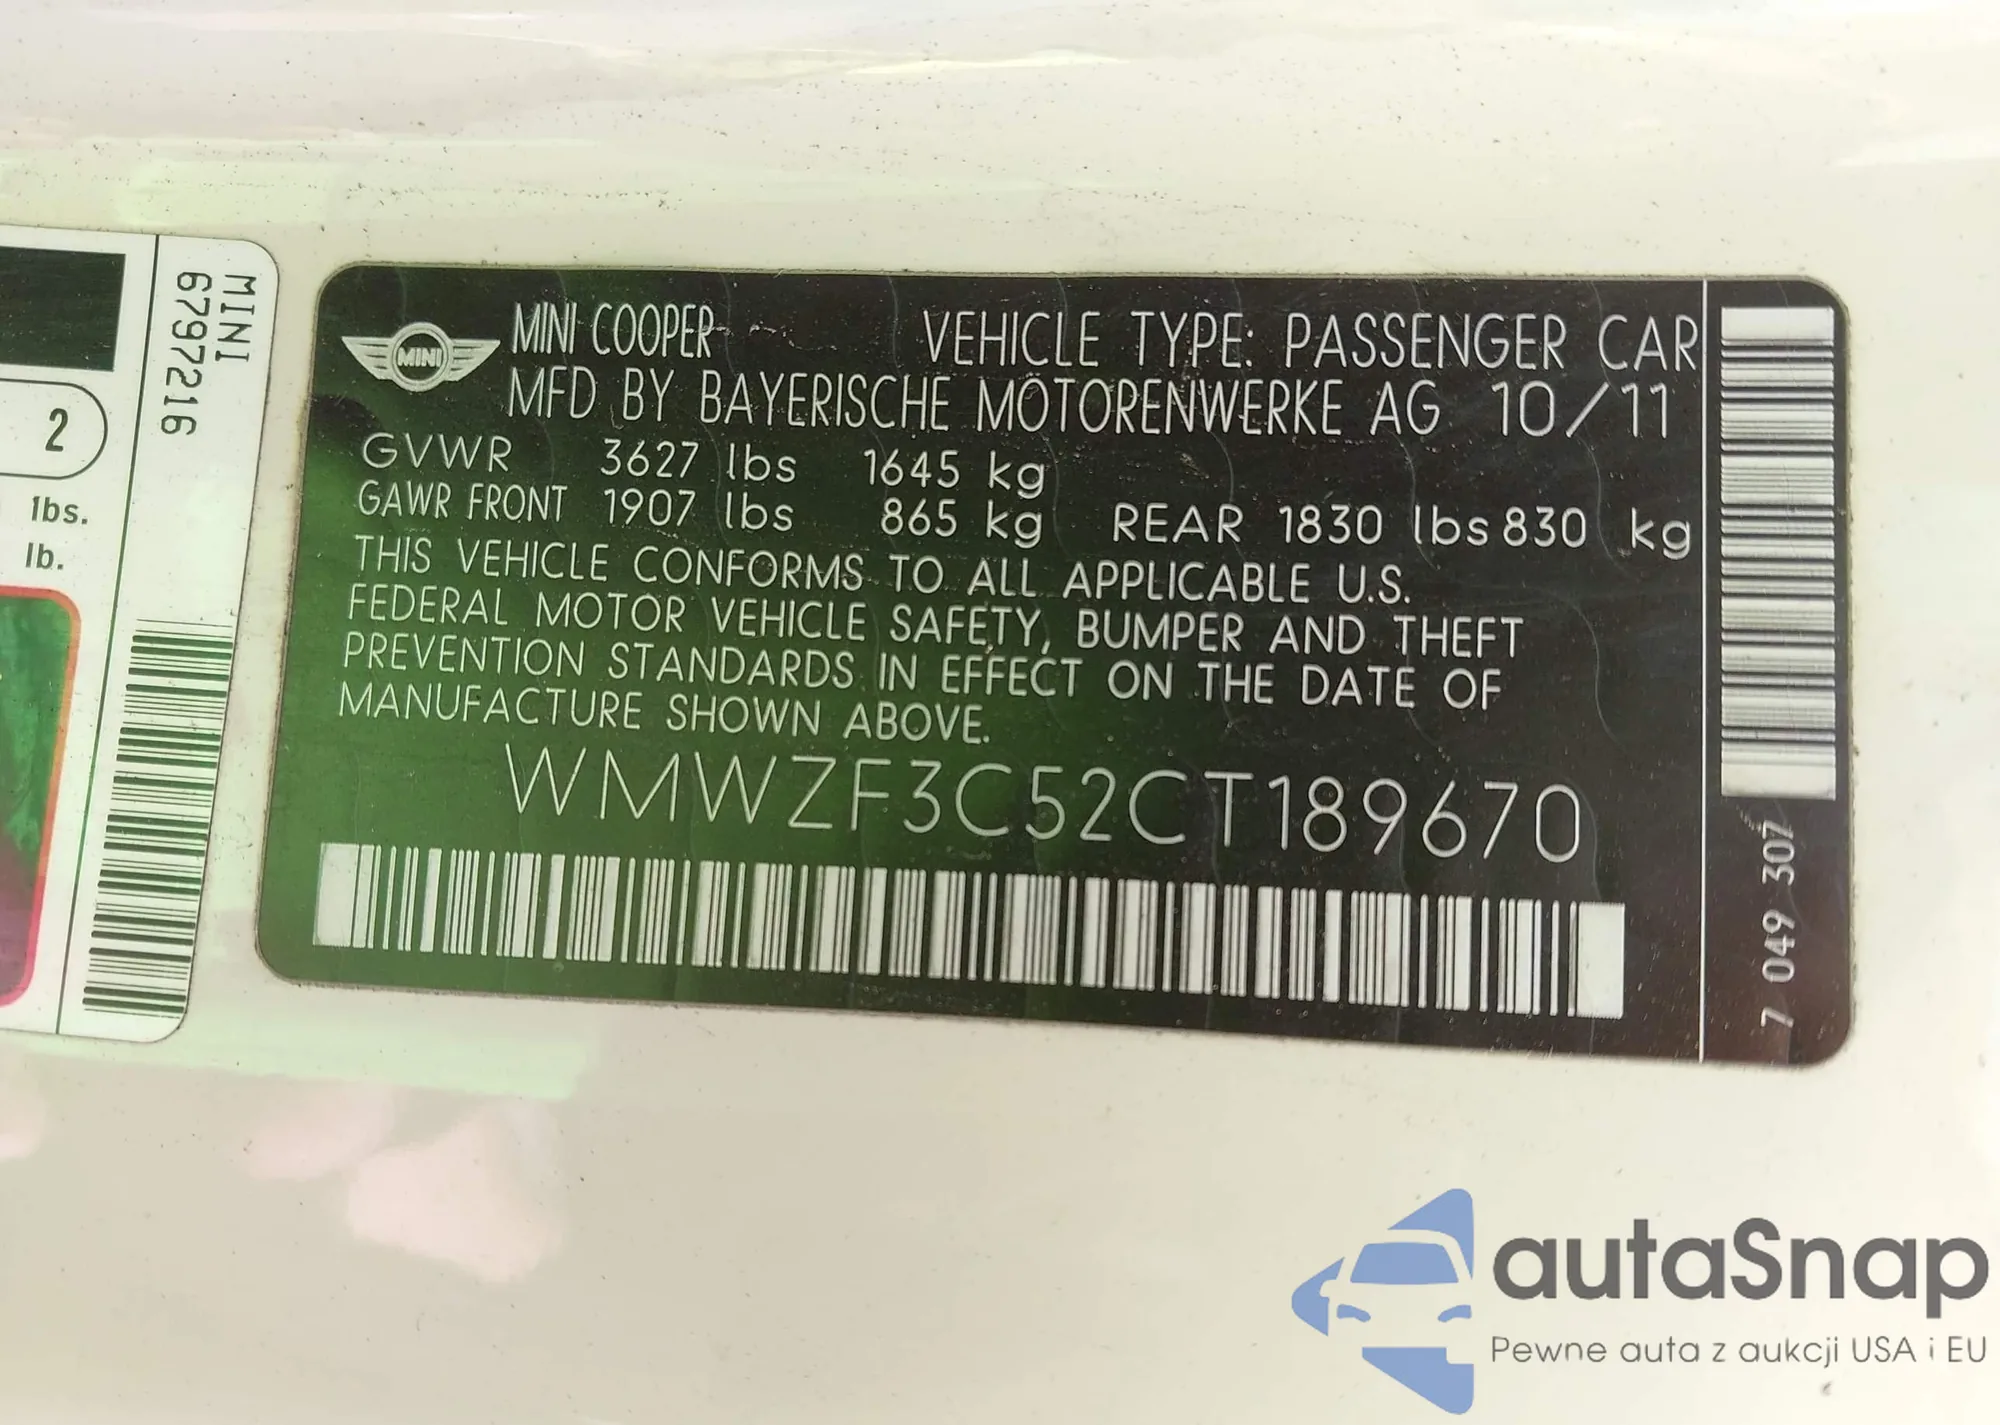 2
lbs.
lb.
MINI
6797216
MINI
MINI COOPER VEHICLE TYPE: PASSENGER CAR
MFD BY BAYERISCHE MOTORENWERKE AG 10/11
GVWR 3627 lbs 1645 kg
GAWR FRONT 1907 lbs 865 kg REAR 1830 lbs 830 kg
THIS VEHICLE CONFORMS TO ALL APPLICABLE U.S.
FEDERAL MOTOR VEHICLE SAFETY, BUMPER AND THEFT
PREVENTION STANDARDS IN EFFECT ON THE DATE OF
MANUFACTURE SHOWN ABOVE.
WMWZF3C52CT189670
7 049 307
autaSnap
Pewne auta z aukcji USA i EU